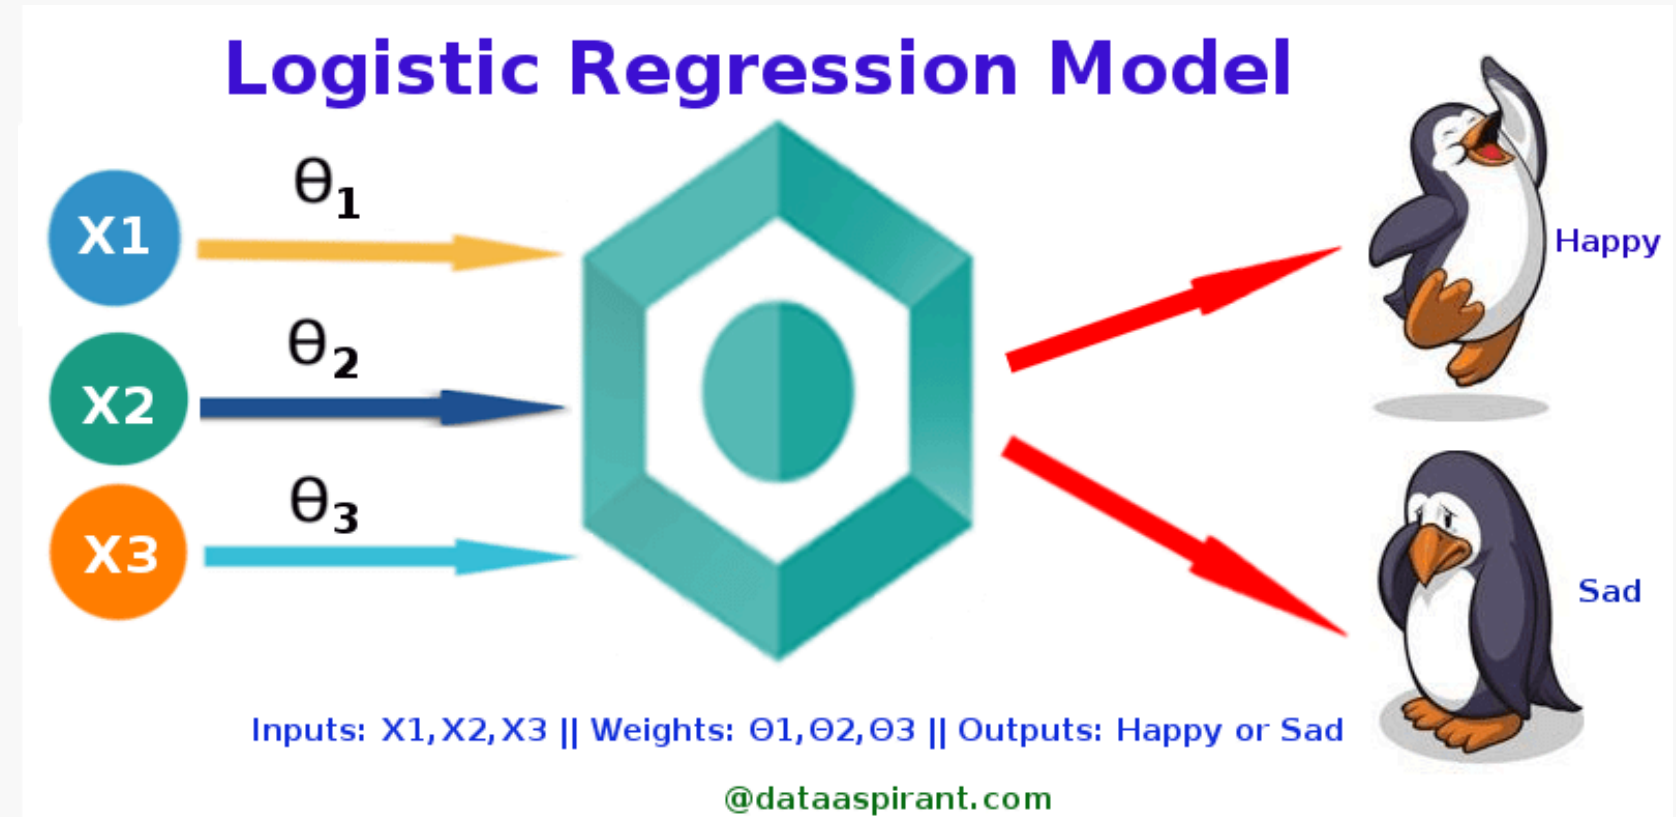 Logistic Regression Model
X1
θ1
X2
θ2
X3
θ3
Happy
Sad
Inputs: X1,X2,X3 || Weights: Θ1,Θ2,Θ3 || Outputs: Happy or Sad
@dataaspirant.com